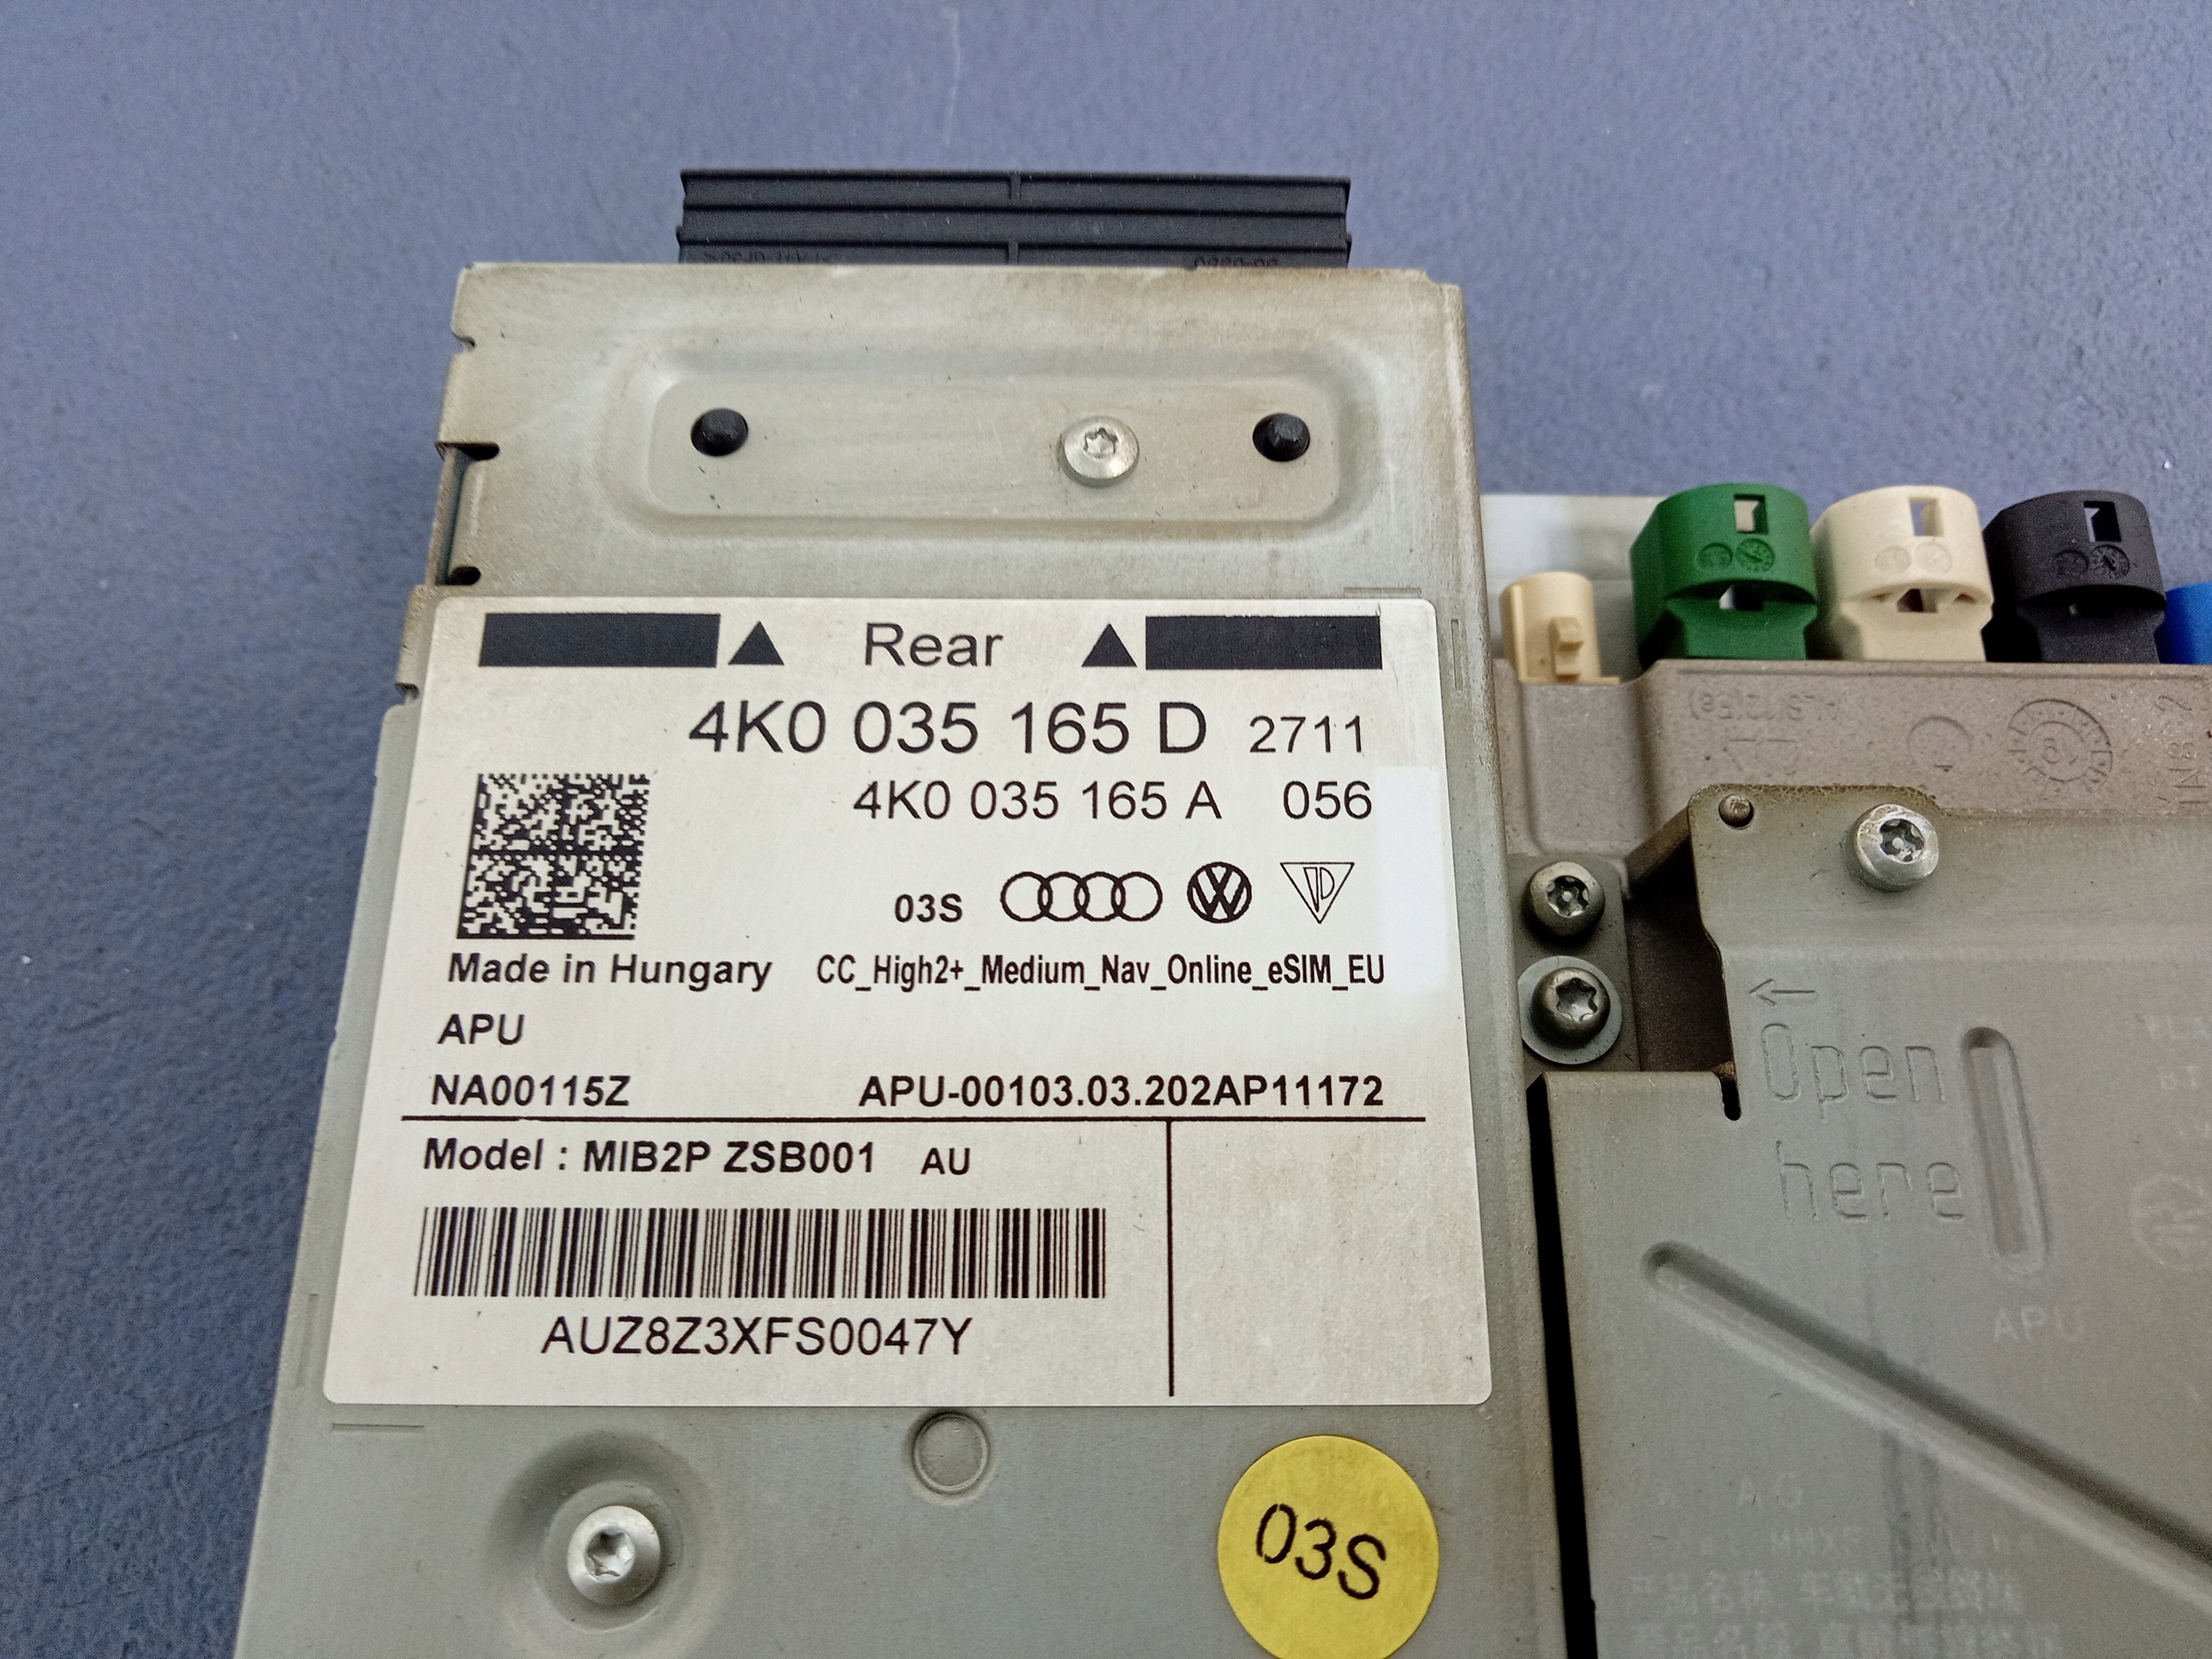 Rear
4K0 035 165 D 2711
4K0 035 165 A 056
03S
Made in Hungary CC_High2+_Medium_Nav_Online_eSIM_EU
APU
NA00115Z APU-00103.03.202AP11172
Model : MIB2P ZSB001 AU
AUZ8Z3XFS0047Y
03S
Open
here
APU